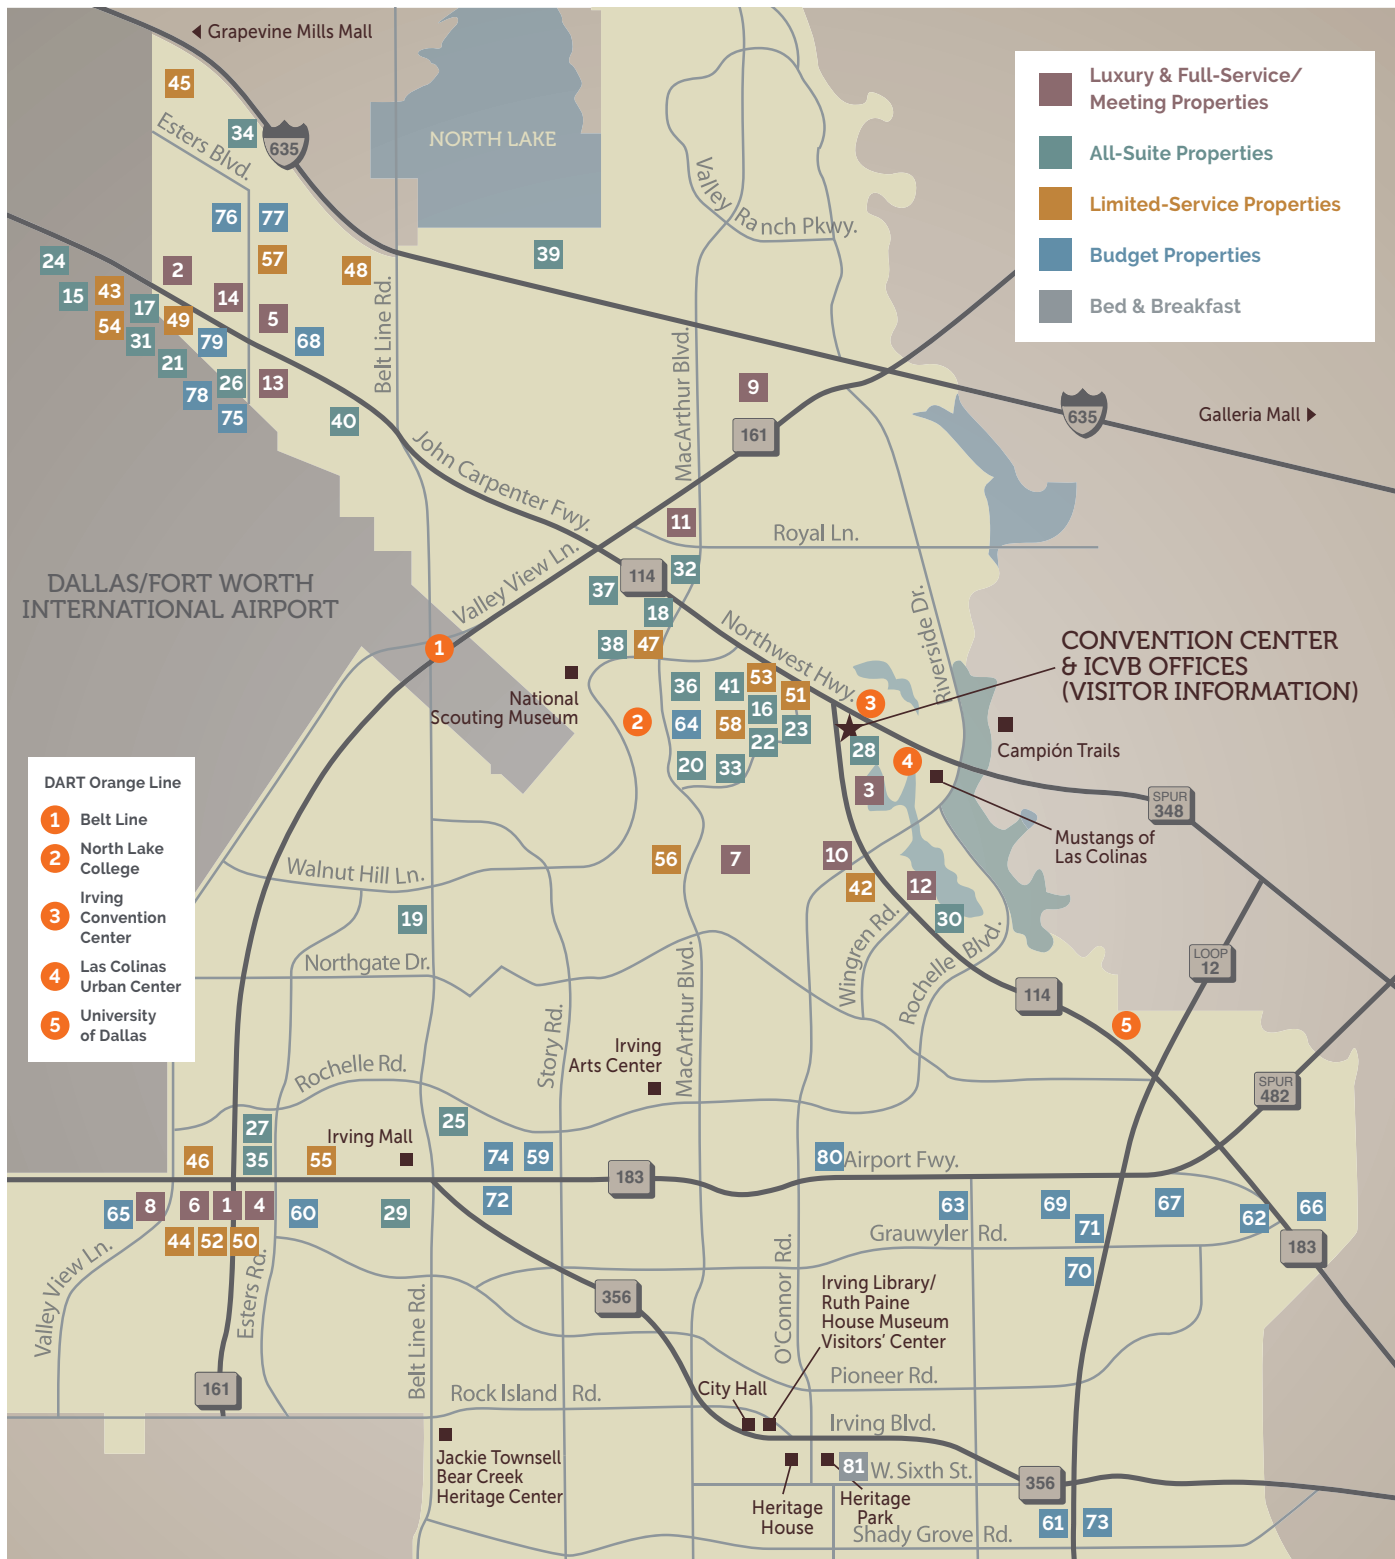 Grapevine Mills Mall
45
Esters Blvd.
34
635
NORTH LAKE
Luxury & Full-Service/
Meeting Properties
All-Suite Properties
Limited-Service Properties
Budget Properties
Bed & Breakfast
Valley Ranch Pkwy.
76
77
24
2
57
48
39
15
43
17
14
54
49
5
31
79
68
21
26
13
78
75
40
Belt Line Rd.
MacArthur Blvd.
9
161
635
Galleria Mall
John Carpenter Fwy.
11
Royal Ln.
Valley View Ln.
114
32
37
18
DALLAS/FORT WORTH
INTERNATIONAL AIRPORT
1
38
47
Northwest Hwy.
Riverside Dr.
CONVENTION CENTER
& ICVB OFFICES
(VISITOR INFORMATION)
National
Scouting Museum
36
41
53
51
16
3
2
64
58
23
22
28
20
33
4
3
Campión Trails
SPUR
348
Mustangs of
Las Colinas
DART Orange Line
1 Belt Line
2 North Lake
College
3 Irving
Convention
Center
4 Las Colinas
Urban Center
5 University
of Dallas
Walnut Hill Ln.
56
7
10
42
12
30
19
Northgate Dr.
Wingren Rd.
Rochelle Blvd.
LOOP
12
114
5
Story Rd.
MacArthur Blvd.
Irving
Arts Center
Rochelle Rd.
SPUR
482
27
25
Irving Mall
46
35
55
74
59
183
80
Airport Fwy.
65
8
6
1
4
60
29
72
63
69
67
62
66
71
44
52
50
Grauwyler Rd.
183
70
Valley View Ln.
Esters Rd.
Belt Line Rd.
356
O'Connor Rd.
Irving Library/
Ruth Paine
House Museum
Visitors' Center
161
Rock Island Rd.
City Hall
Pioneer Rd.
Irving Blvd.
Jackie Townsell
Bear Creek
Heritage Center
81
W. Sixth St.
356
Heritage
House
Heritage
Park
Shady Grove Rd.
61
73